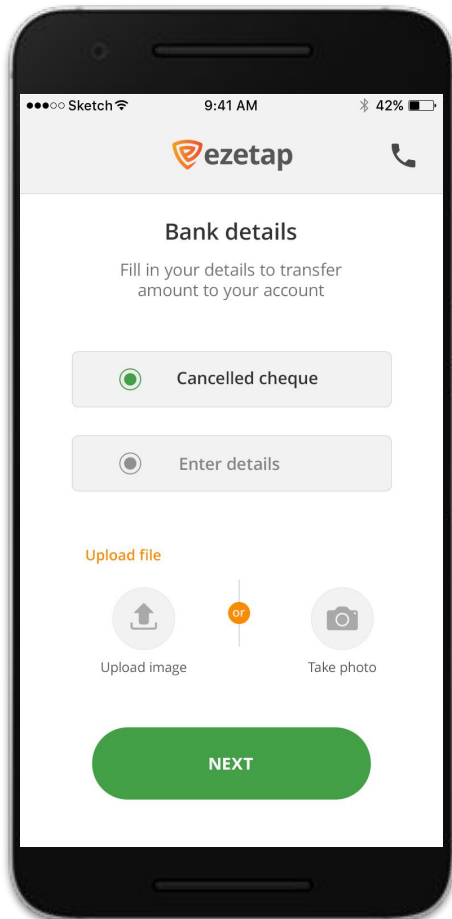 Sketch 9:41 AM 42%
ezetap
Bank details
Fill in your details to transfer
amount to your account
Cancelled cheque
Enter details
Upload file
or
Upload image Take photo
NEXT